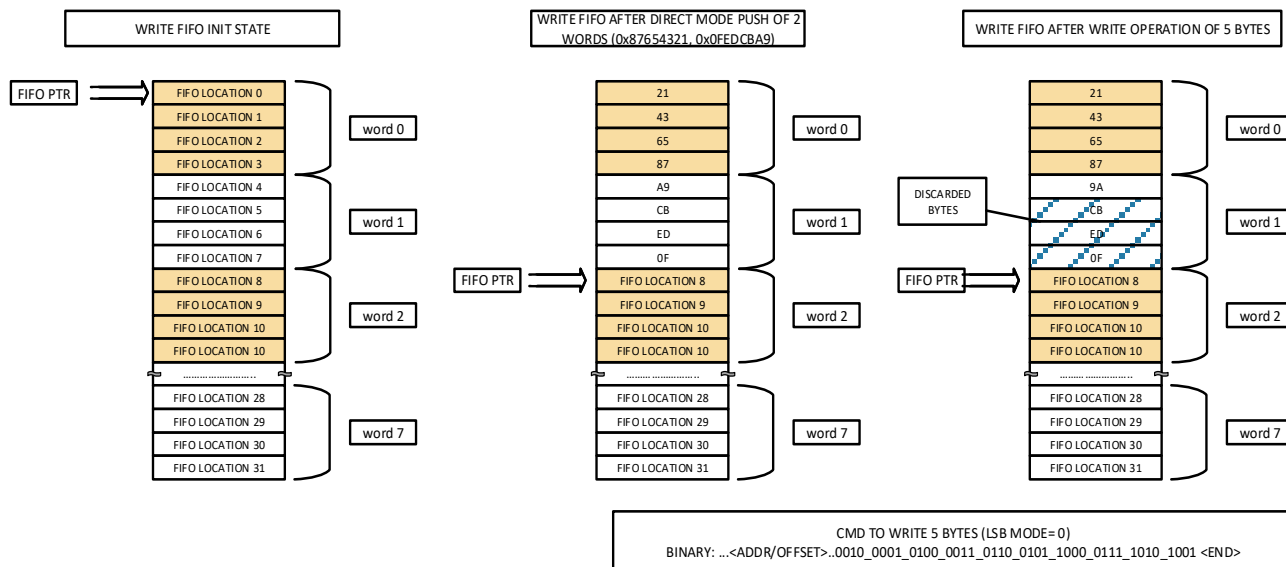 WRITE FIFO INIT STATE
FIFO PTR
FIFO LOCATION 0
FIFO LOCATION 1
FIFO LOCATION 2
FIFO LOCATION 3
FIFO LOCATION 4
FIFO LOCATION 5
FIFO LOCATION 6
FIFO LOCATION 7
FIFO LOCATION 8
FIFO LOCATION 9
FIFO LOCATION 10
FIFO LOCATION 10
.........................
FIFO LOCATION 28
FIFO LOCATION 29
FIFO LOCATION 30
FIFO LOCATION 31
word 0
word 1
word 2
word 7
WRITE FIFO AFTER DIRECT MODE PUSH OF 2
WORDS (0x87654321, 0x0FEDCBA9)
21
43
65
87
A9
CB
ED
0F
FIFO PTR
FIFO LOCATION 8
FIFO LOCATION 9
FIFO LOCATION 10
FIFO LOCATION 10
.........................
FIFO LOCATION 28
FIFO LOCATION 29
FIFO LOCATION 30
FIFO LOCATION 31
word 0
word 1
word 2
word 7
WRITE FIFO AFTER WRITE OPERATION OF 5 BYTES
21
43
65
87
9A
CB
ED
0F
DISCARDED
BYTES
FIFO PTR
FIFO LOCATION 8
FIFO LOCATION 9
FIFO LOCATION 10
FIFO LOCATION 10
.........................
FIFO LOCATION 28
FIFO LOCATION 29
FIFO LOCATION 30
FIFO LOCATION 31
word 0
word 1
word 2
word 7
CMD TO WRITE 5 BYTES (LSB MODE= 0)
BINARY: ...<ADDR/OFFSET>..0010_0001_0100_0011_0110_0101_1000_0111_1010_1001 <END>